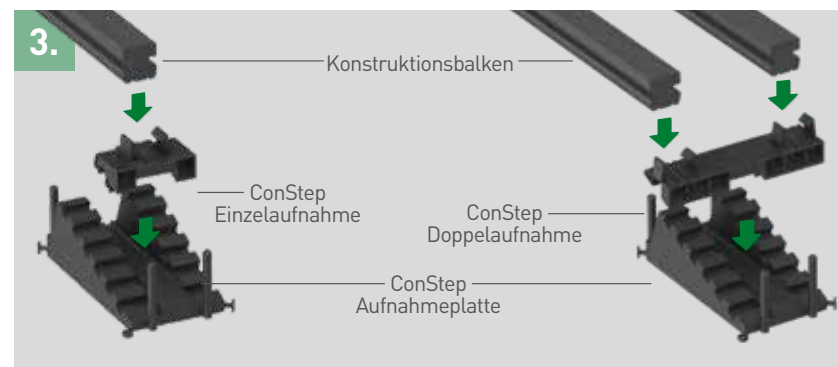 3.
Konstruktionsbalken
ConStep
Einzelaufnahme
ConStep
Doppelaufnahme
ConStep
Aufnahmeplatte